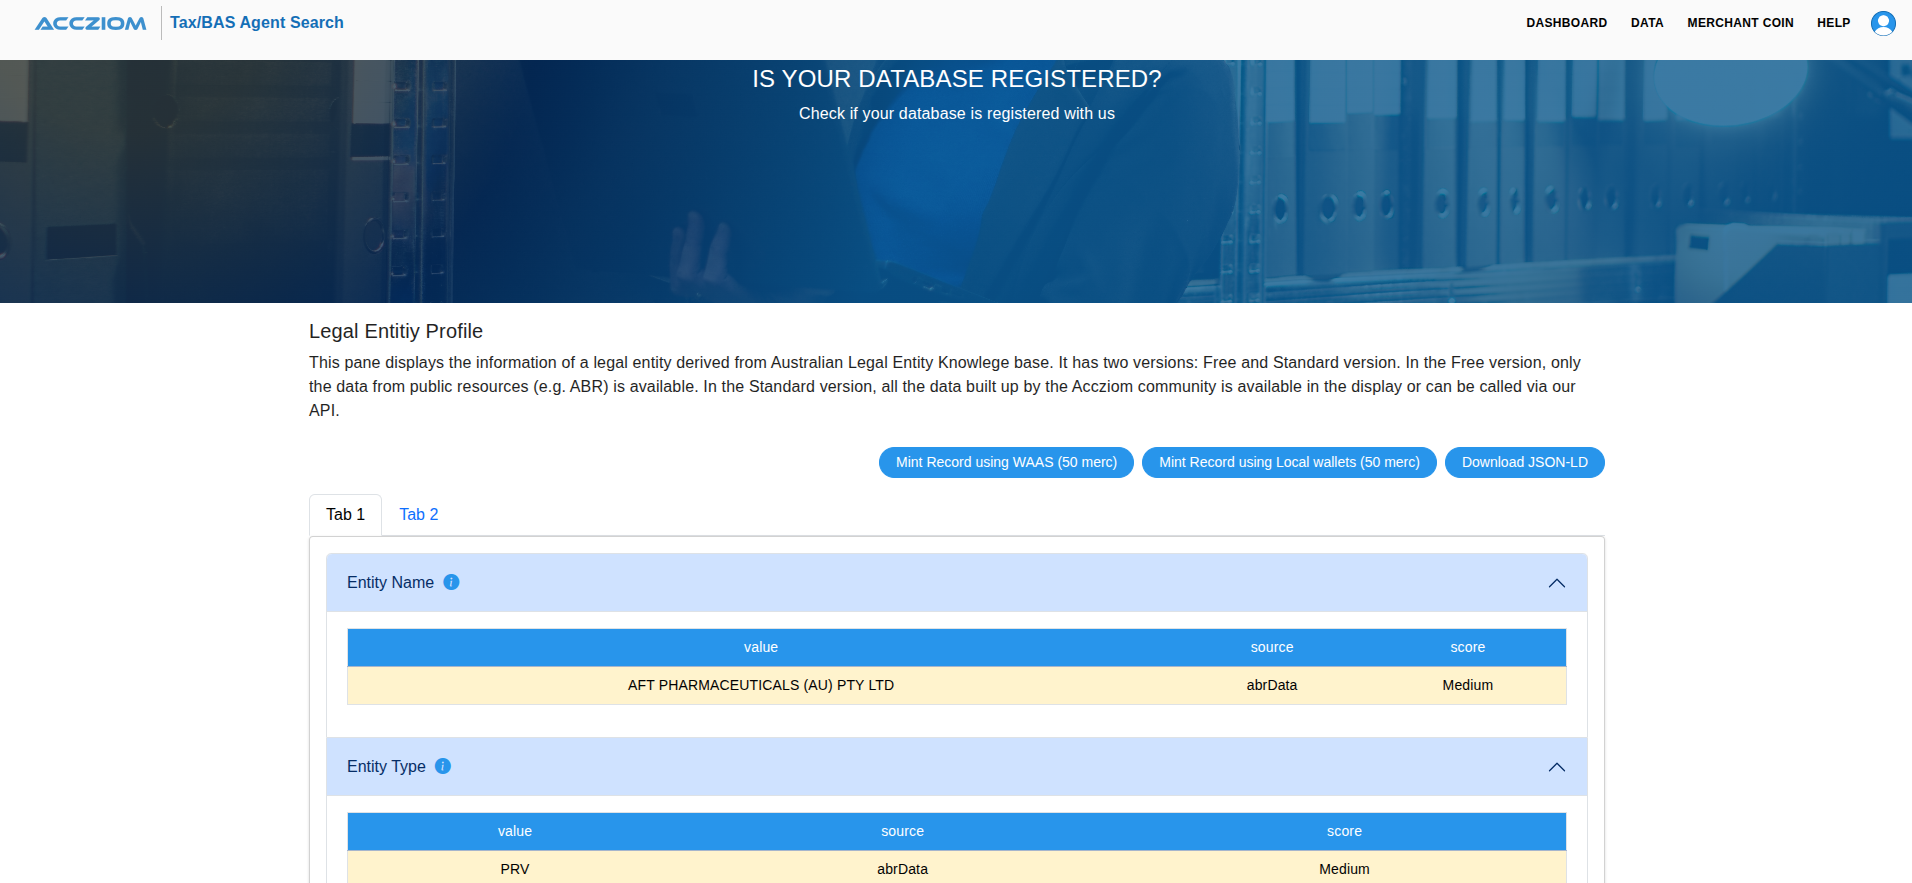 ACCZIOM
Tax/BAS Agent Search
DASHBOARD DATA MERCHANT COIN HELP
IS YOUR DATABASE REGISTERED?
Check if your database is registered with us
Legal Entitiy Profile
This pane displays the information of a legal entity derived from Australian Legal Entity Knowlege base. It has two versions: Free and Standard version. In the Free version, only
the data from public resources (e.g. ABR) is available. In the Standard version, all the data built up by the Accziom community is available in the display or can be called via our
API.
Mint Record using WAAS (50 merc) Mint Record using Local wallets (50 merc) Download JSON-LD
Tab 1 Tab 2
Entity Name i
value source score
AFT PHARMACEUTICALS (AU) PTY LTD abrData Medium
Entity Type i
value source score
PRV abrData Medium